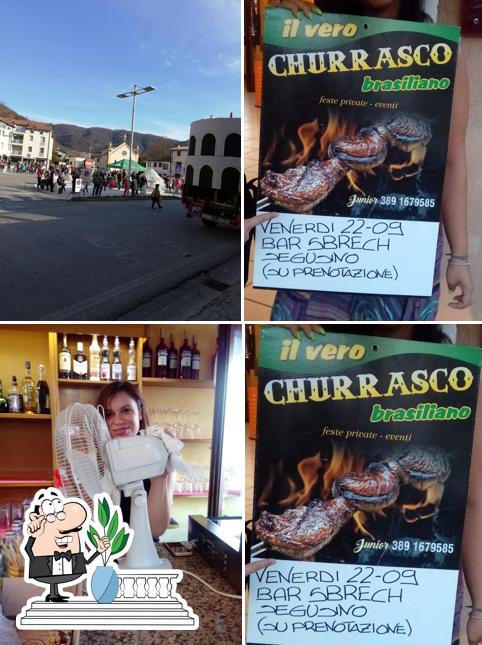 il vero
CHURRASCO
brasiliano
feste private - eventi
Junior 389 1679585
VENERDI 22-09
BAR SBRECH
SEGUSINO
(SU PRENOTAZIONE)
il vero
CHURRASCO
brasiliano
feste private - eventi
Junior 389 1679585
VENERDI 22-09
BAR SBRECH
SEGUSINO
(SU PRENOTAZIONE)